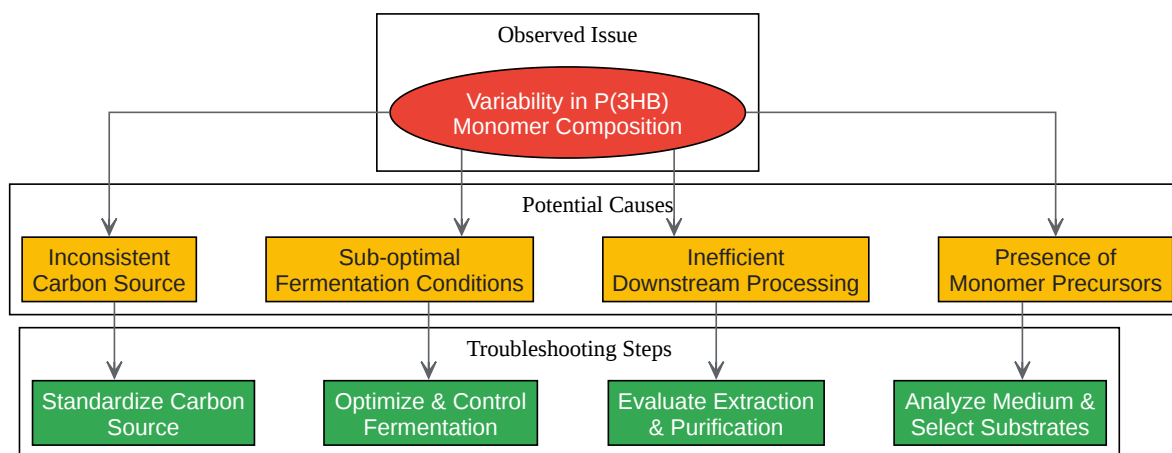 Observed Issue
Variability in P(3HB)
Monomer Composition
Potential Causes
Inconsistent
Carbon Source
Sub-optimal
Fermentation Conditions
Inefficient
Downstream Processing
Presence of
Monomer Precursors
Troubleshooting Steps
Standardize Carbon
Source
Optimize & Control
Fermentation
Evaluate Extraction
& Purification
Analyze Medium &
Select Substrates